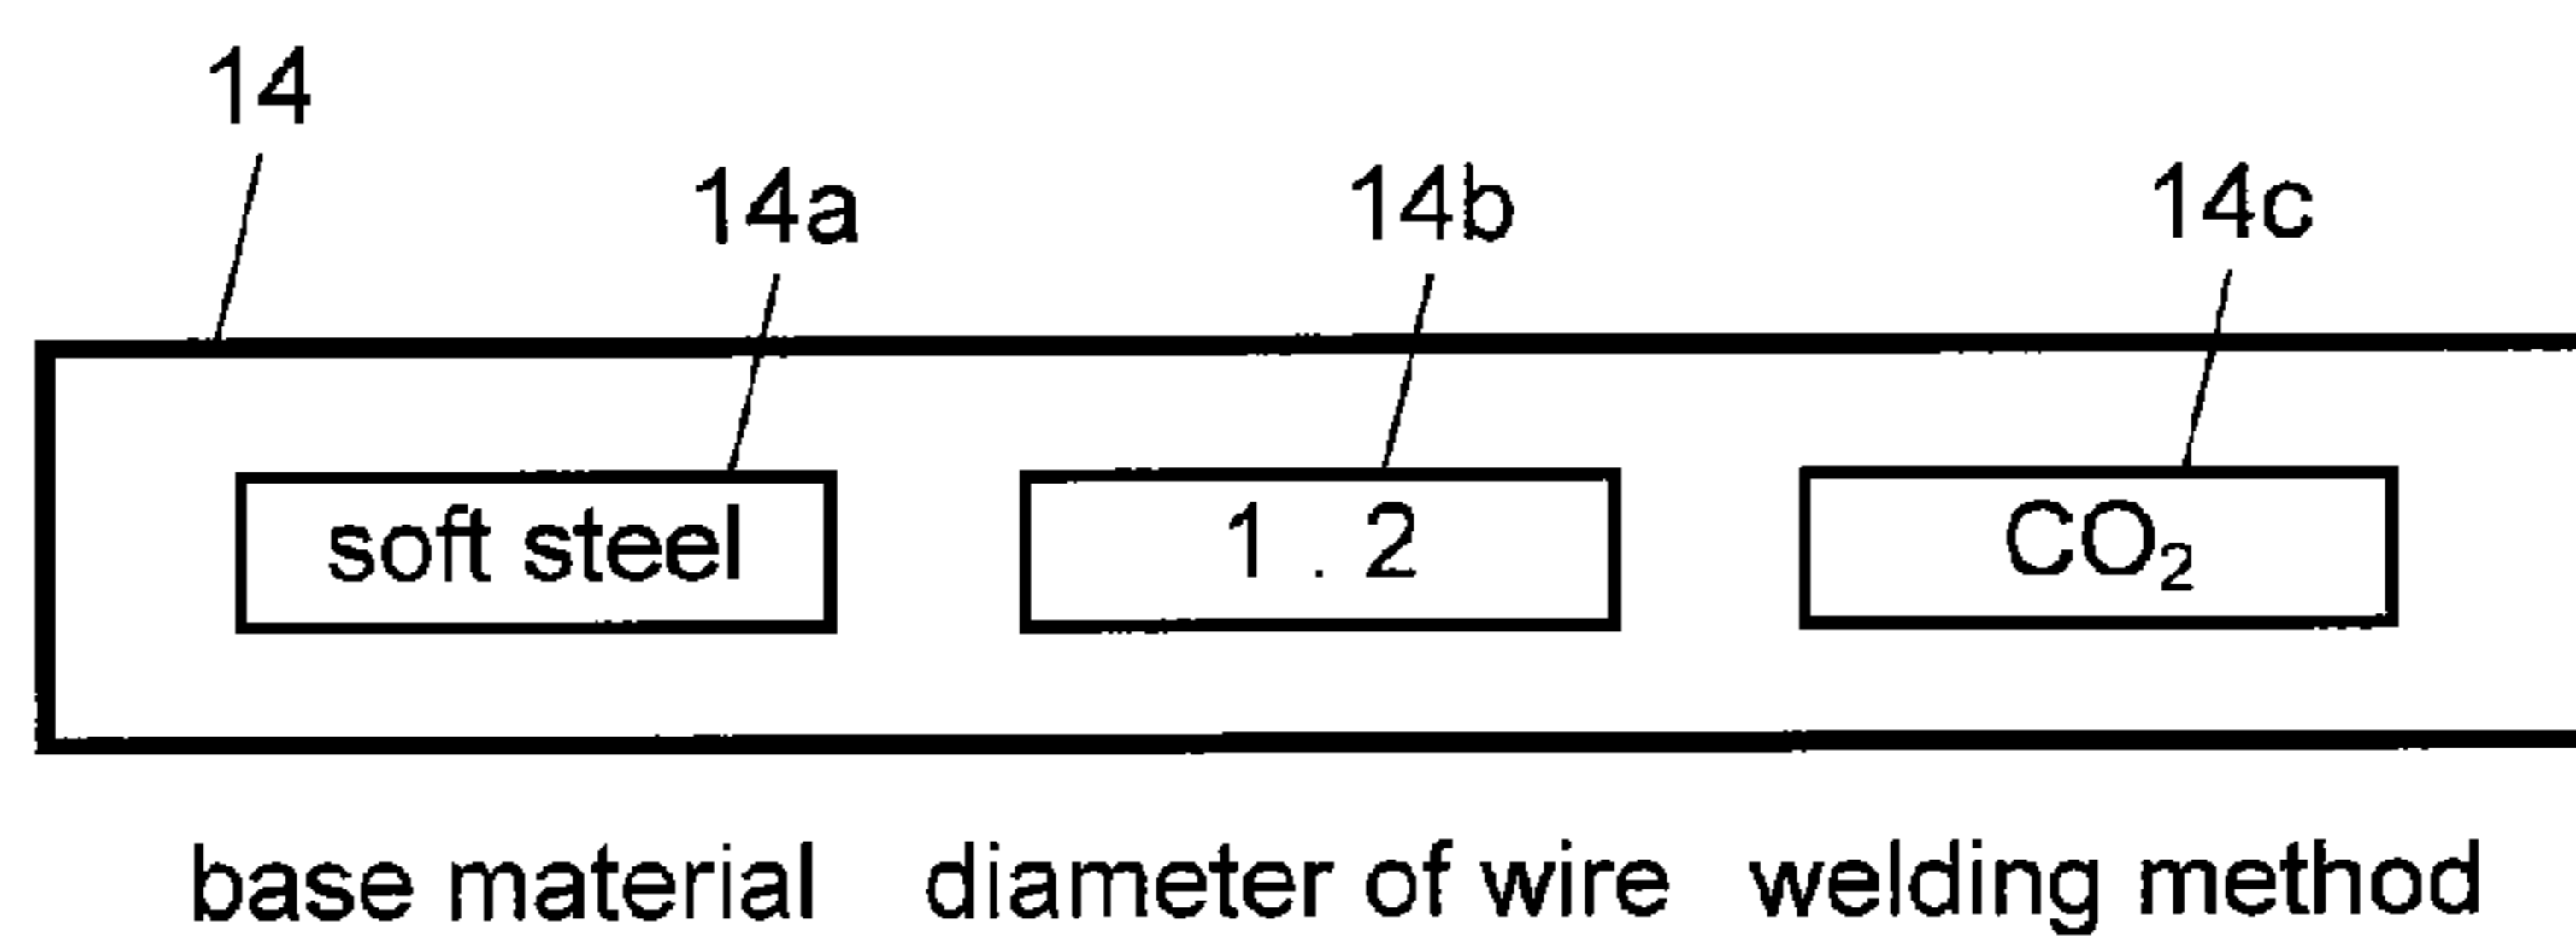 14
14a 14b 14c
soft steel 1 . 2 CO₂
base material diameter of wire welding method